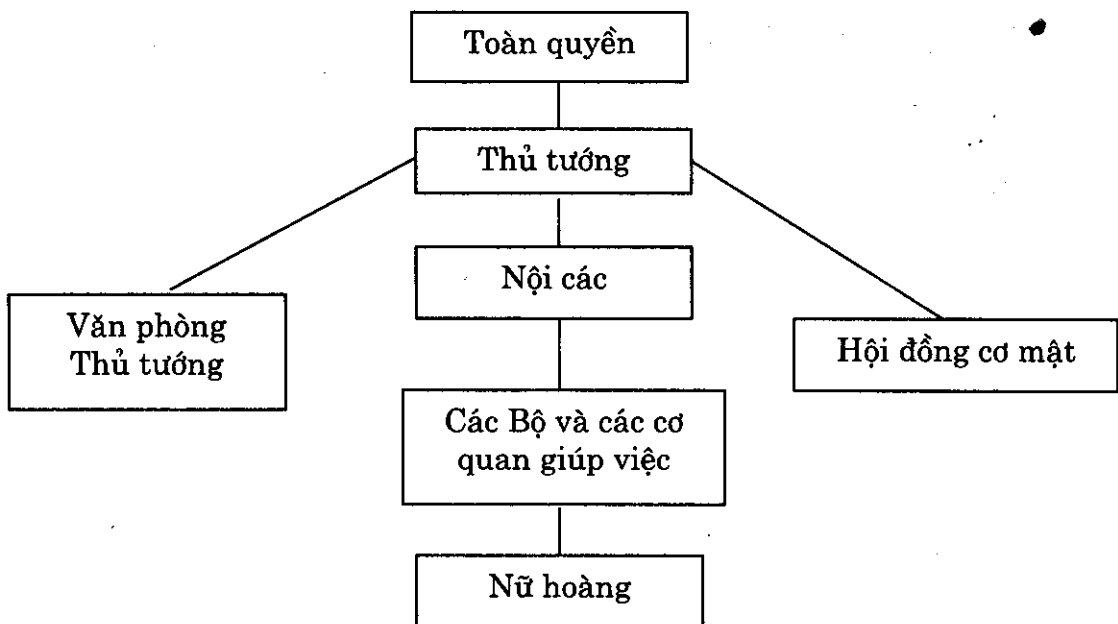 Toàn quyền
Thủ tướng
Nội các
Văn phòng
Thủ tướng
Hội đồng cơ mật
Các Bộ và các cơ
quan giúp việc
Nữ hoàng